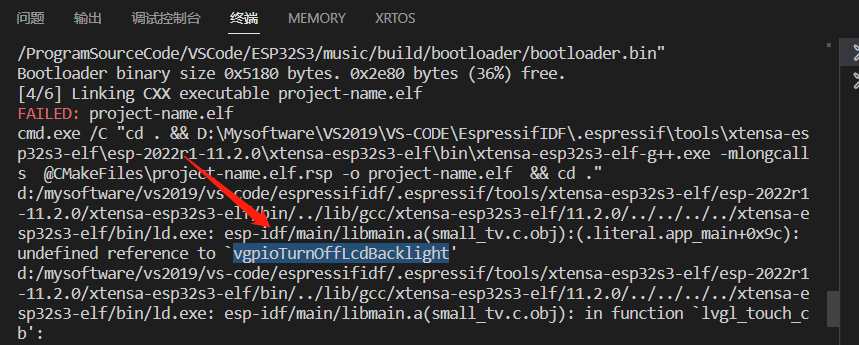 问题 输出 调试控制台 终端 MEMORY XRTOS
/ProgramSourceCode/VSCode/ESP32S3/music/build/bootloader/bootloader.bin"
Bootloader binary size 0x5180 bytes. 0x2e80 bytes (36%) free.
[4/6] Linking CXX executable project-name.elf
FAILED: project-name.elf
cmd.exe /C "cd . && D:\Mysoftware\VS2019\VS-CODE\EspressifIDF\.espressif\tools\xtensa-es
p32s3-elf\esp-2022r1-11.2.0\xtensa-esp32s3-elf\bin\xtensa-esp32s3-elf-g++.exe -mlongcall
s  @CMakeFiles\project-name.elf.rsp -o project-name.elf  && cd ."
d:/mysoftware/vs2019/vs-code/espressifidf/.espressif/tools/xtensa-esp32s3-elf/esp-2022r1
-11.2.0/xtensa-esp32s3-elf/bin/../lib/gcc/xtensa-esp32s3-elf/11.2.0/../../../../xtensa-e
sp32s3-elf/bin/ld.exe: esp-idf/main/libmain.a(small_tv.c.obj):(.literal.app_main+0x9c):
undefined reference to `vgpioTurnOffLcdBacklight'
d:/mysoftware/vs2019/vs-code/espressifidf/.espressif/tools/xtensa-esp32s3-elf/esp-2022r1
-11.2.0/xtensa-esp32s3-elf/bin/../lib/gcc/xtensa-esp32s3-elf/11.2.0/../../../../xtensa-e
sp32s3-elf/bin/ld.exe: esp-idf/main/libmain.a(small_tv.c.obj): in function `lvgl_touch_c
b':